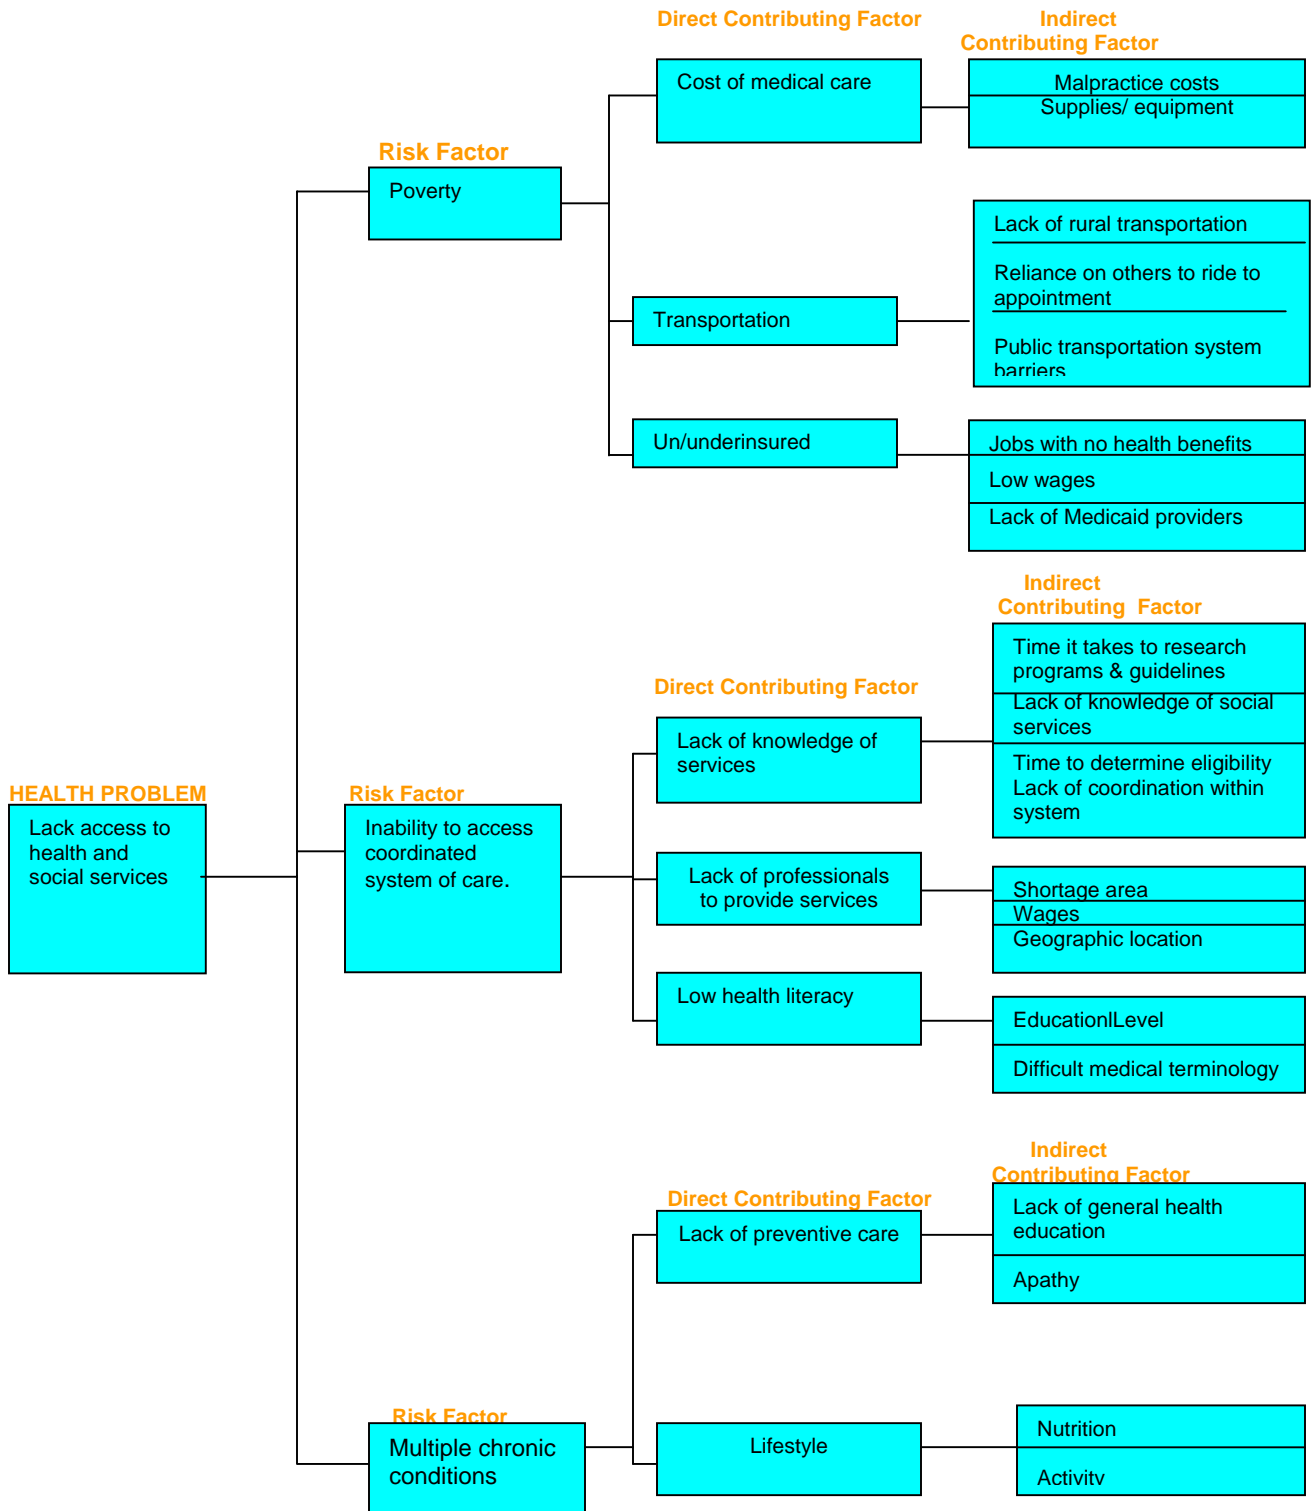 Direct Contributing Factor
Indirect
Contributing Factor
Cost of medical care
Malpractice costs
Supplies/ equipment
Risk Factor
Poverty
Lack of rural transportation
Reliance on others to ride to
appointment
Public transportation system
barriers
Transportation
Un/underinsured
Jobs with no health benefits
Low wages
Lack of Medicaid providers
Indirect
Contributing Factor
Time it takes to research
programs & guidelines
Lack of knowledge of social
services
Time to determine eligibility
Lack of coordination within
system
Direct Contributing Factor
Lack of knowledge of
services
HEALTH PROBLEM
Lack access to
health and
social services
Risk Factor
Inability to access
coordinated
system of care.
Lack of professionals
to provide services
Shortage area
Wages
Geographic location
Low health literacy
EducationlLevel
Difficult medical terminology
Indirect
Contributing Factor
Direct Contributing Factor
Lack of preventive care
Lack of general health
education
Apathy
Risk Factor
Multiple chronic
conditions
Lifestyle
Nutrition
Activity